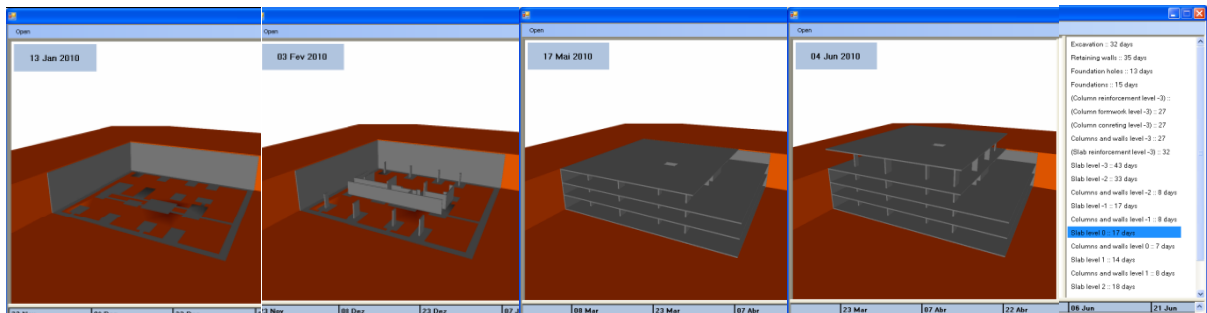 Open
Open
Open
Open
13 Jan 2010
03 Fev 2010
17 Mai 2010
04 Jun 2010
Excavation :: 32 days
Retaining walls :: 35 days
Foundation holes :: 13 days
Foundations :: 15 days
(Column reinforcement level -3) ::
(Column formwork level -3) :: 27
(Column conreting level -3) :: 27
Columns and walls level -3 :: 27
(Slab reinforcement level -3) :: 32
Slab level -3 :: 43 days
Slab level -2 :: 33 days
Columns and walls level -2 :: 8 days
Slab level -1 :: 17 days
Columns and walls level -1 :: 8 days
Slab level 0 :: 17 days
Columns and walls level 0 :: 7 days
Slab level 1 :: 14 days
Columns and walls level 1 :: 8 days
Slab level 2 :: 18 days
08 Dez
23 Dez
08 Mar
23 Mar
07 Abr
23 Mar
07 Abr
22 Abr
06 Jun
21 Jun